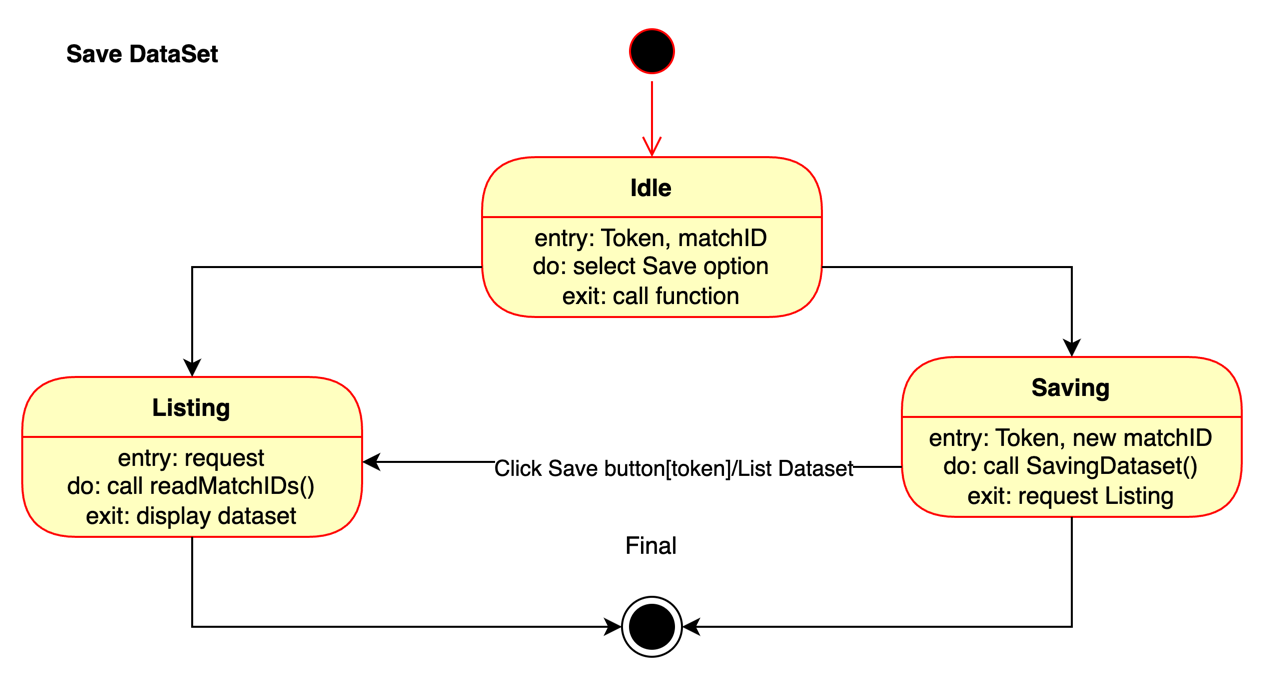 Save DataSet
Idle
entry: Token, matchID
do: select Save option
exit: call function
Listing
entry: request
do: call readMatchIDs()
exit: display dataset
Click Save button[token]/List Dataset
Saving
entry: Token, new matchID
do: call SavingDataset()
exit: request Listing
Final